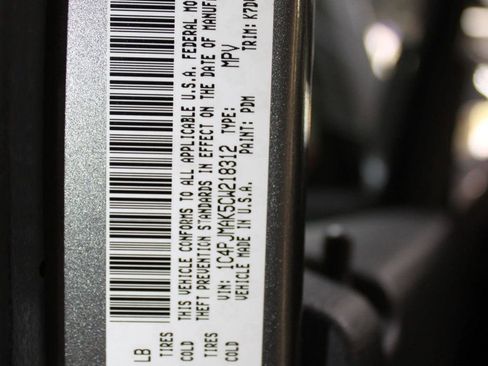 LB
TIRES
COLD
THIS VEHICLE CONFORMS TO ALL APPLICABLE U.S.A. FEDERAL MO
THEFT PREVENTION STANDARDS IN EFFECT ON THE DATE OF MANUF
TIRES
VIN: 1C4PJMAK5CW218312 TYPE: MPV
COLD
VEHICLE MADE IN U.S.A. PAINT: PDM TRIM: K7D